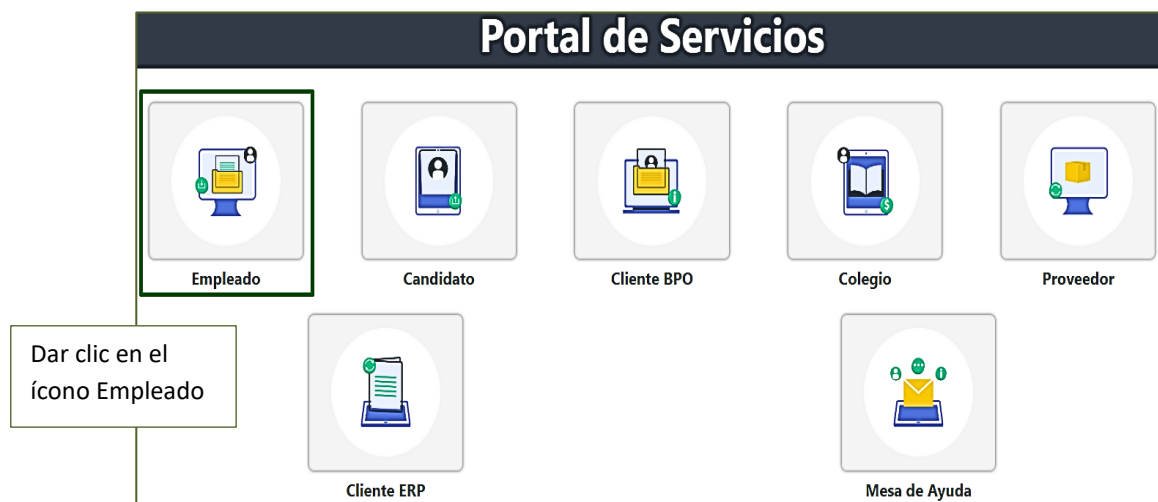 Portal de Servicios
Empleado
Candidato
Cliente BPO
Colegio
Proveedor
Dar clic en el
ícono Empleado
Cliente ERP
Mesa de Ayuda